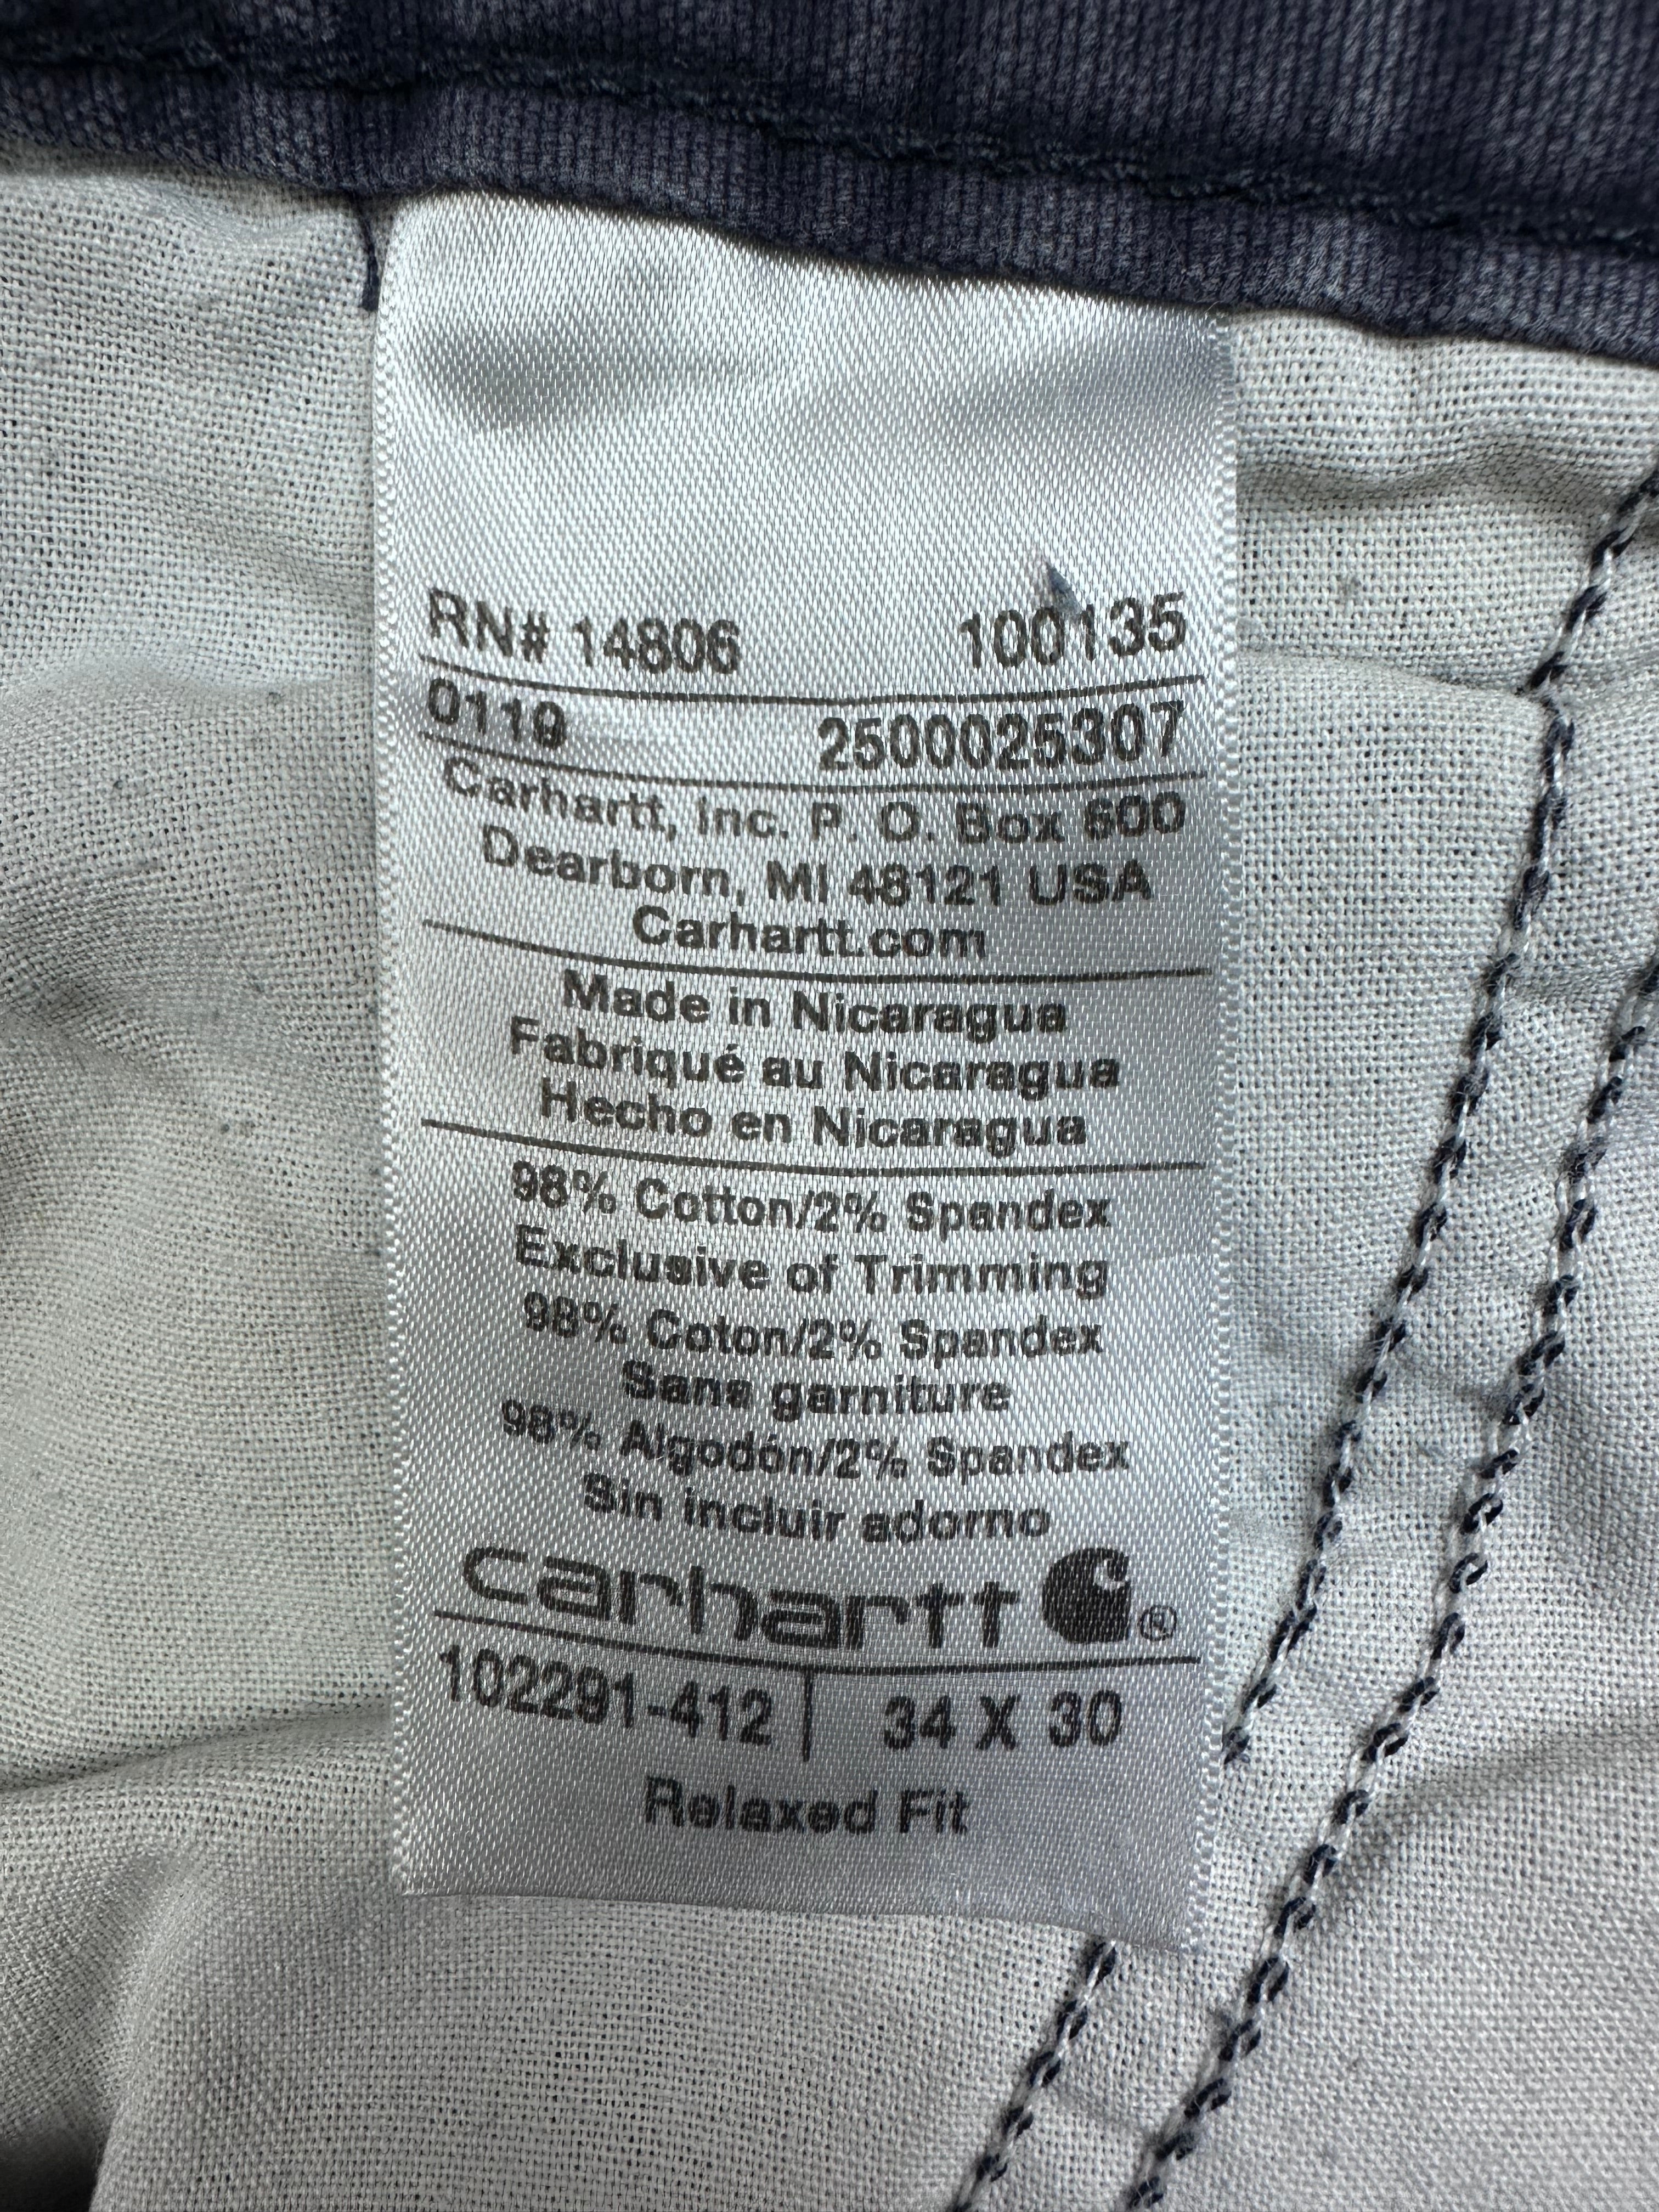 RN# 14806 100135
0119 2500025307
Carhartt, Inc. P. O. Box 600
Dearborn, MI 48121 USA
Carhartt.com
Made in Nicaragua
Fabriqué au Nicaragua
Hecho en Nicaragua
98% Cotton/2% Spandex
Exclusive of Trimming
98% Coton/2% Spandex
Sans garniture
98% Algodón/2% Spandex
Sin incluir adorno
carhartt ®
102291-412 34 X 30
Relaxed Fit